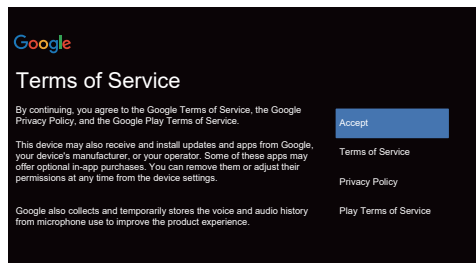 Google
Terms of Service
By continuing, you agree to the Google Terms of Service, the Google
Privacy Policy, and the Google Play Terms of Service.
This device may also receive and install updates and apps from Google,
your device's manufacturer, or your operator. Some of these apps may
offer optional in-app purchases. You can remove them or adjust their
permissions at any time from the device settings.
Google also collects and temporarily stores the voice and audio history
from microphone use to improve the product experience.
Accept
Terms of Service
Privacy Policy
Play Terms of Service